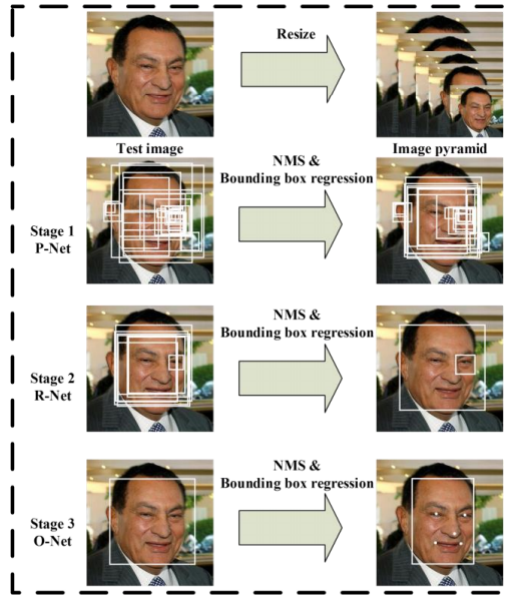 Resize
Test image
Image pyramid
NMS &
Bounding box regression
Stage 1
P-Net
NMS &
Bounding box regression
Stage 2
R-Net
NMS &
Bounding box regression
Stage 3
O-Net